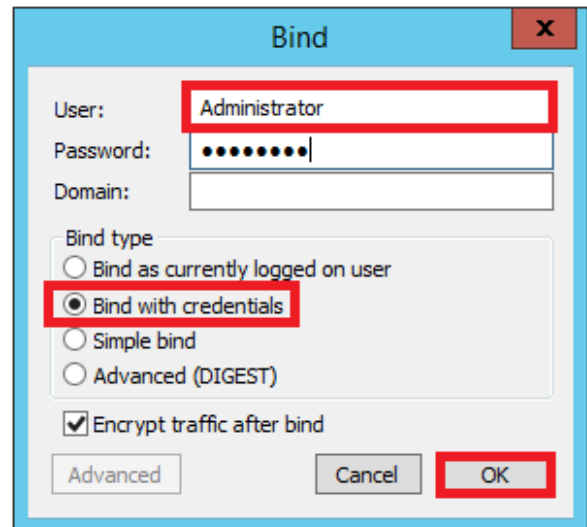 Bind
x
User: Administrator
Password: ●●●●●●●●
Domain:
Bind type
Bind as currently logged on user
Bind with credentials
Simple bind
Advanced (DIGEST)
Encrypt traffic after bind
Advanced Cancel OK